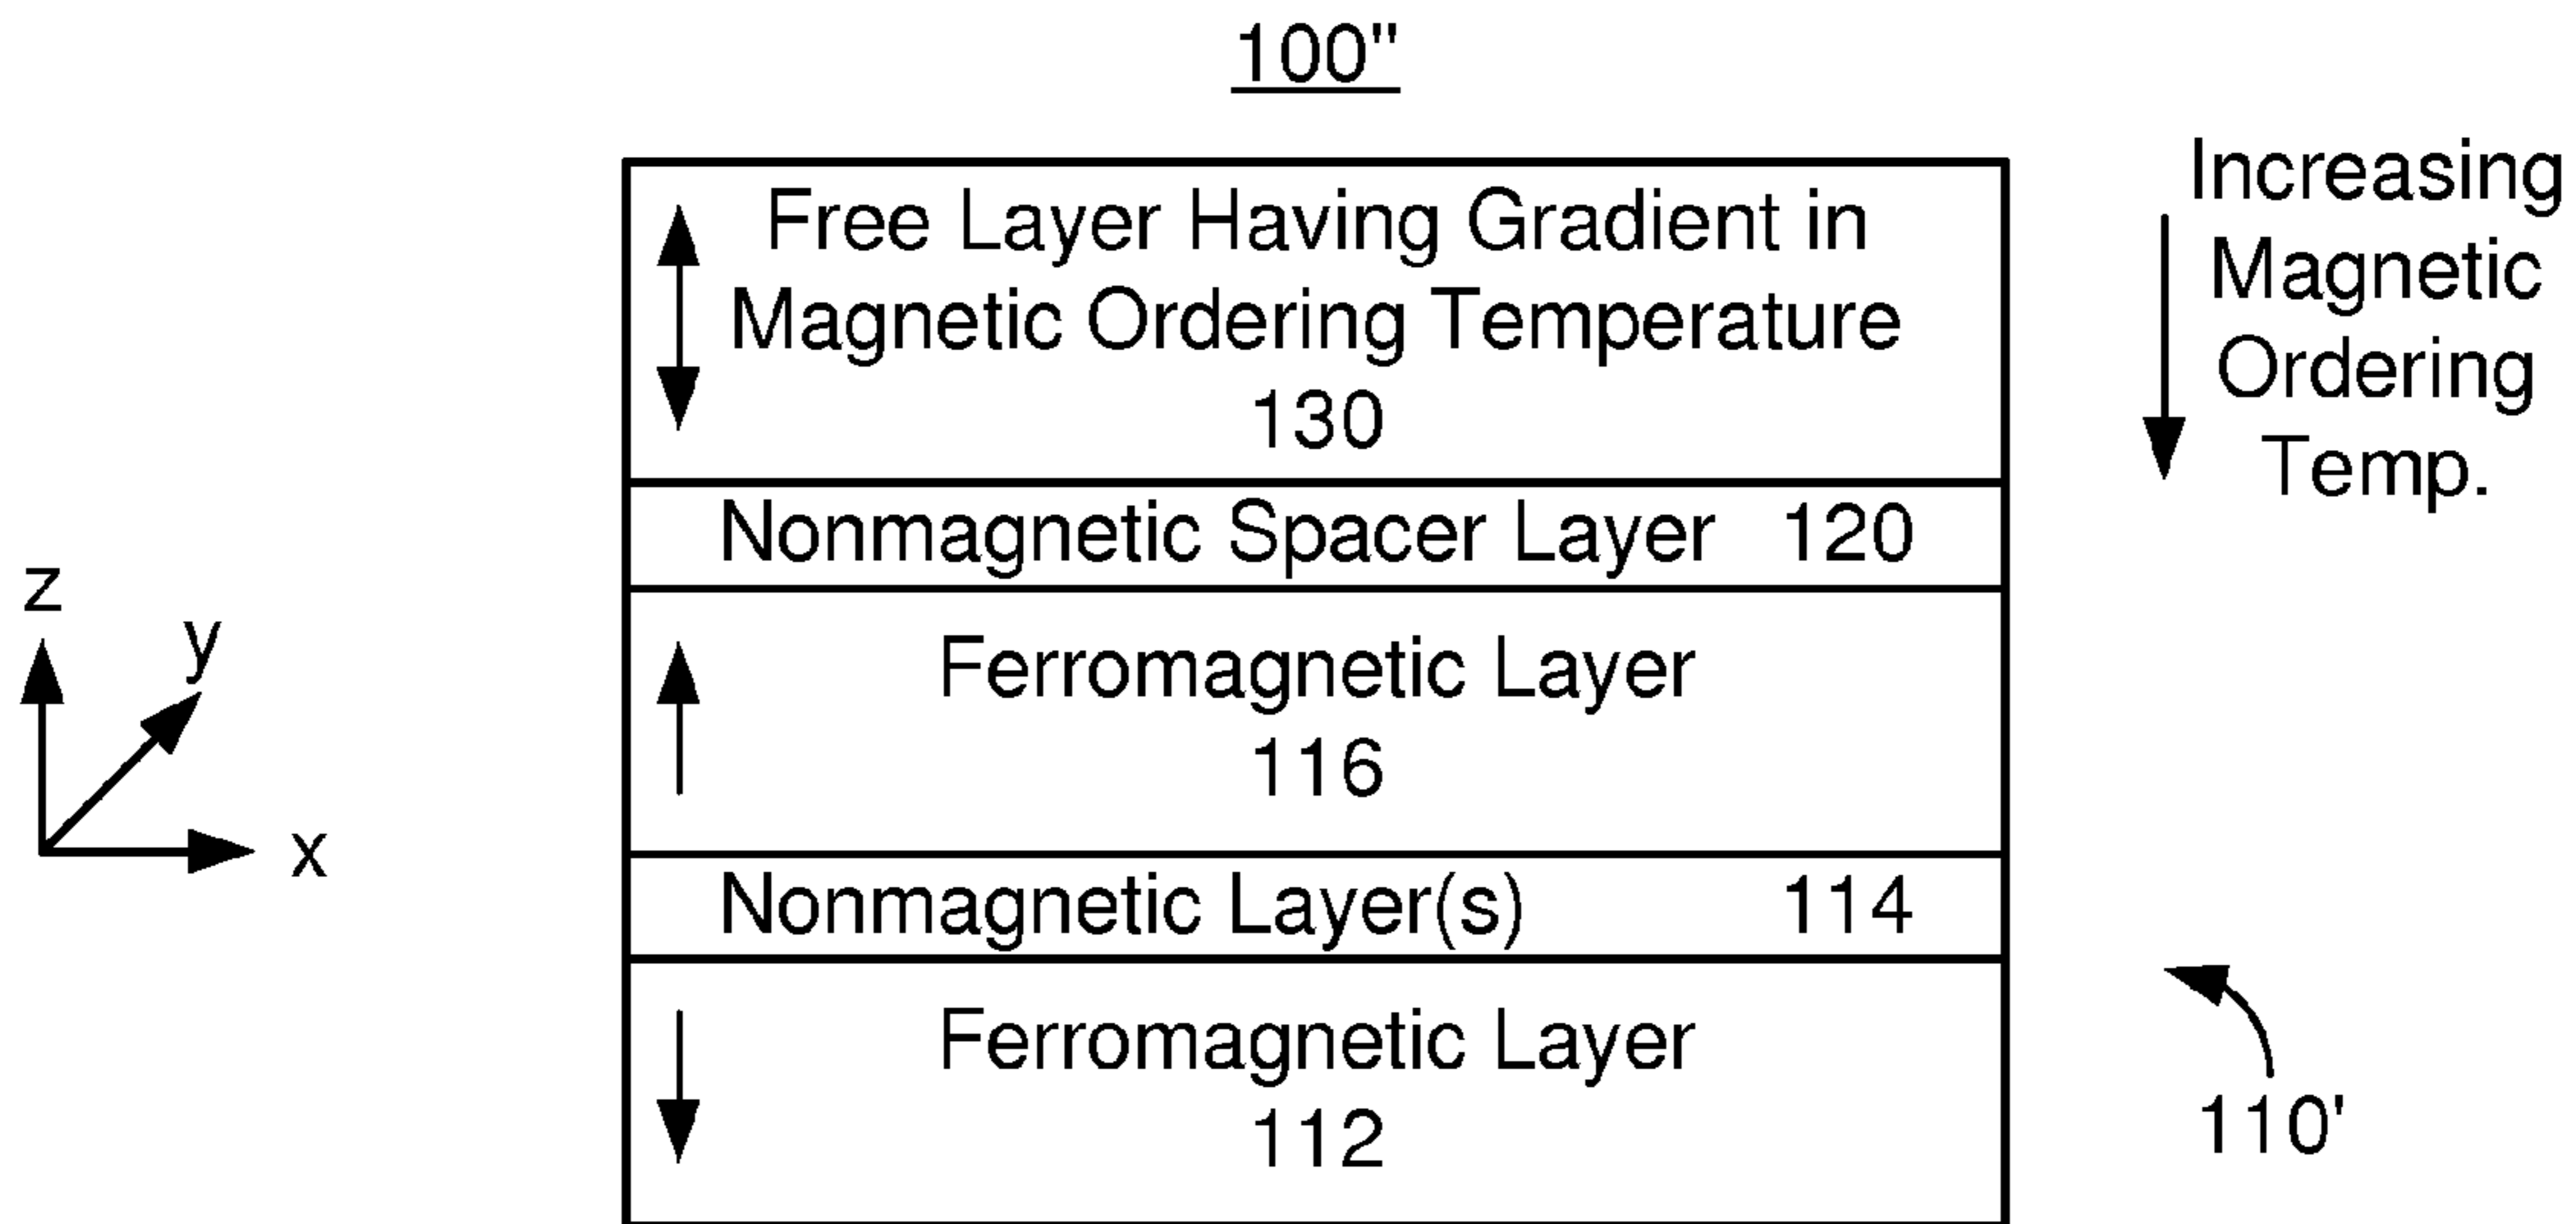 100"
Free Layer Having Gradient in
Magnetic Ordering Temperature
130
Increasing
Magnetic
Ordering
Temp.
Nonmagnetic Spacer Layer 120
z
y
x
Ferromagnetic Layer
116
Nonmagnetic Layer(s) 114
Ferromagnetic Layer
112
110'